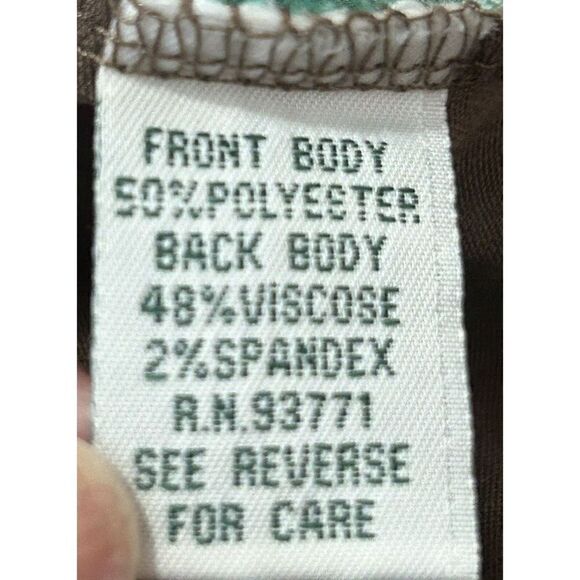 FRONT BODY
50%POLYESTER
BACK BODY
48%VISCOSE
2%SPANDEX
R.N.93771
SEE REVERSE
FOR CARE